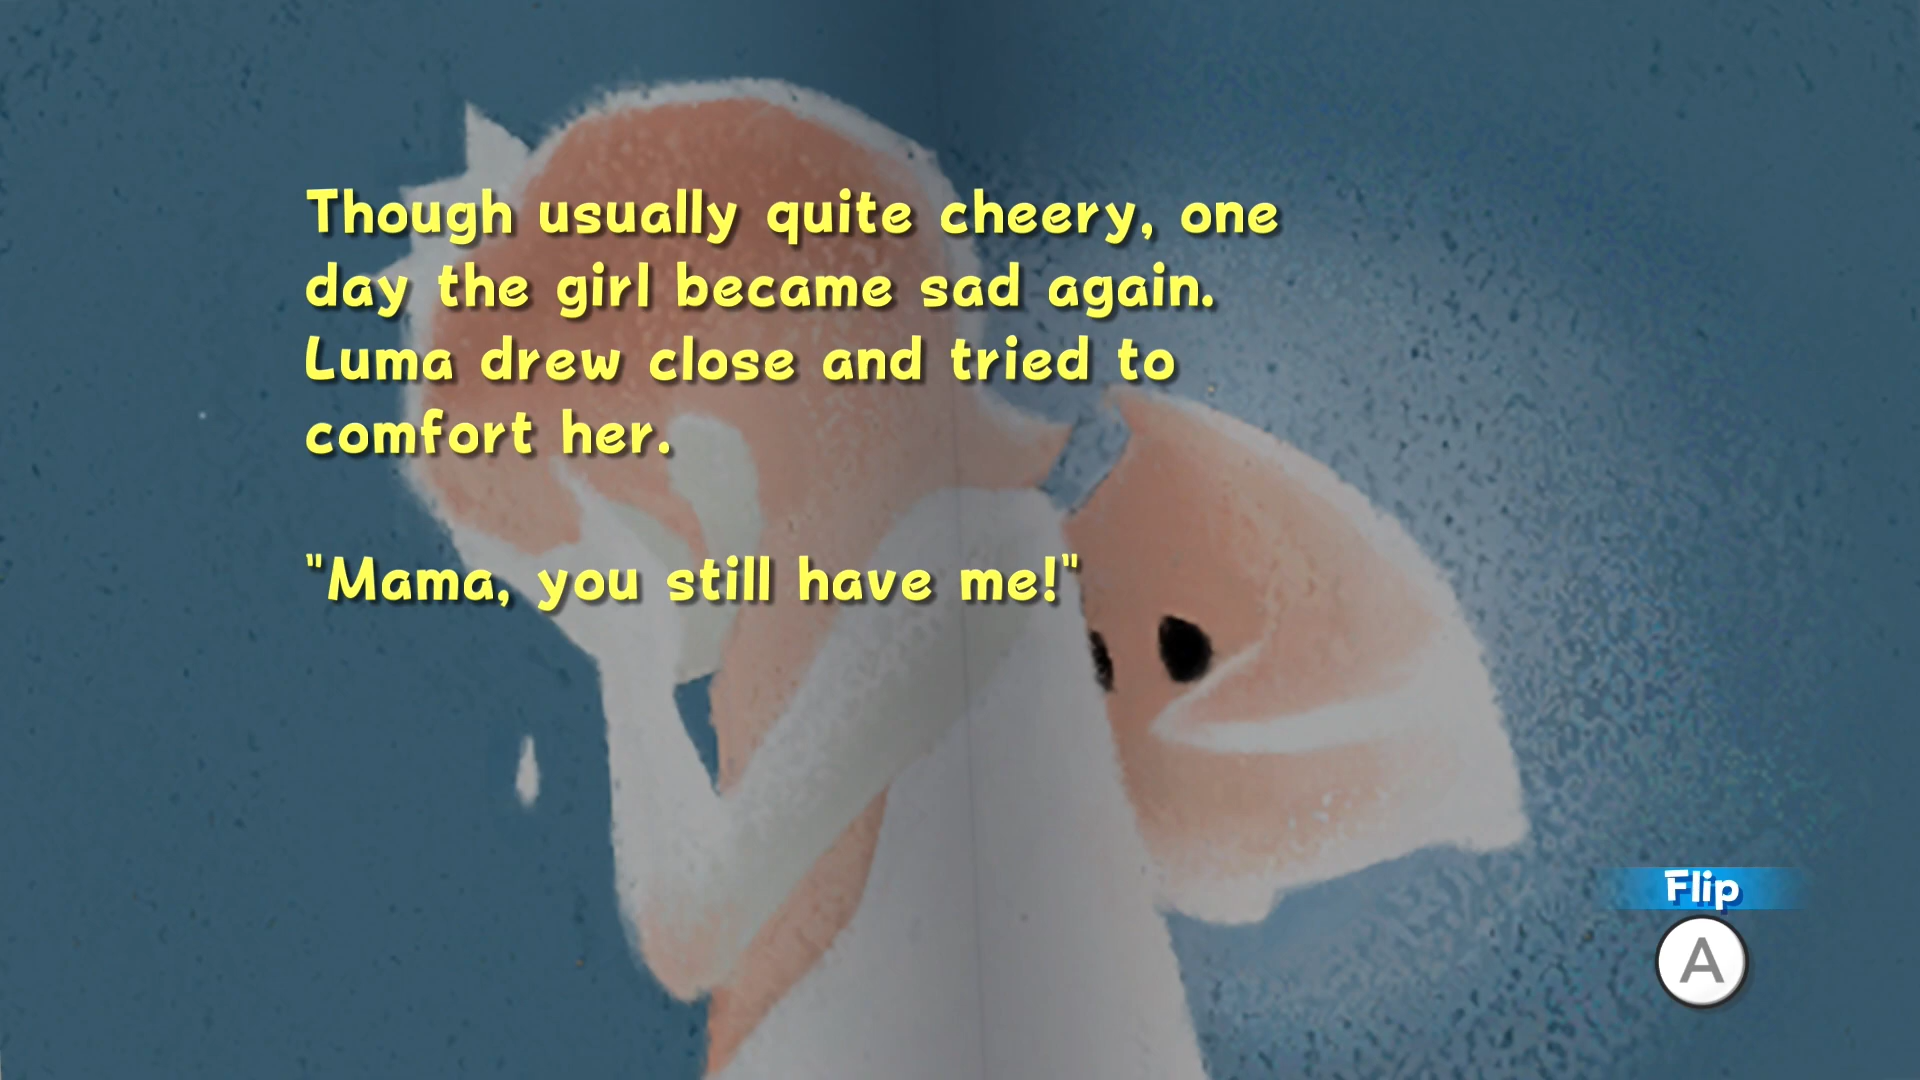 Though usually quite cheery, one
day the girl became sad again.
Luma drew close and tried to
comfort her.
"Mama, you still have me!"
Flip
A